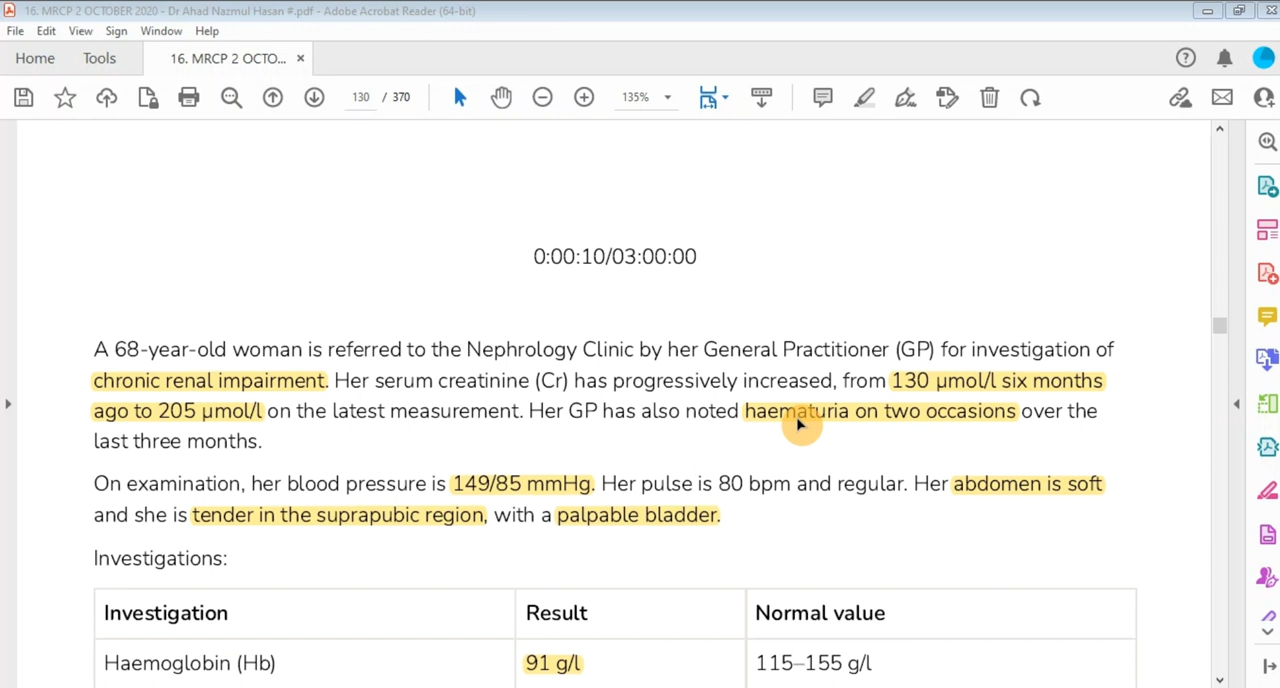 16. MRCP 2 OCTOBER 2020 - Dr Ahad Nazmul Hasan #.pdf - Adobe Acrobat Reader (64-bit)
File Edit View Sign Window Help
Home Tools 16. MRCP 2 OCTO... ×
130 / 370 135%
0:00:10/03:00:00
A 68-year-old woman is referred to the Nephrology Clinic by her General Practitioner (GP) for investigation of
chronic renal impairment. Her serum creatinine (Cr) has progressively increased, from 130 μmol/l six months
ago to 205 μmol/l on the latest measurement. Her GP has also noted haematuria on two occasions over the
last three months.
On examination, her blood pressure is 149/85 mmHg. Her pulse is 80 bpm and regular. Her abdomen is soft
and she is tender in the suprapubic region, with a palpable bladder.
Investigations:
Investigation Result Normal value
Haemoglobin (Hb) 91 g/l 115–155 g/l